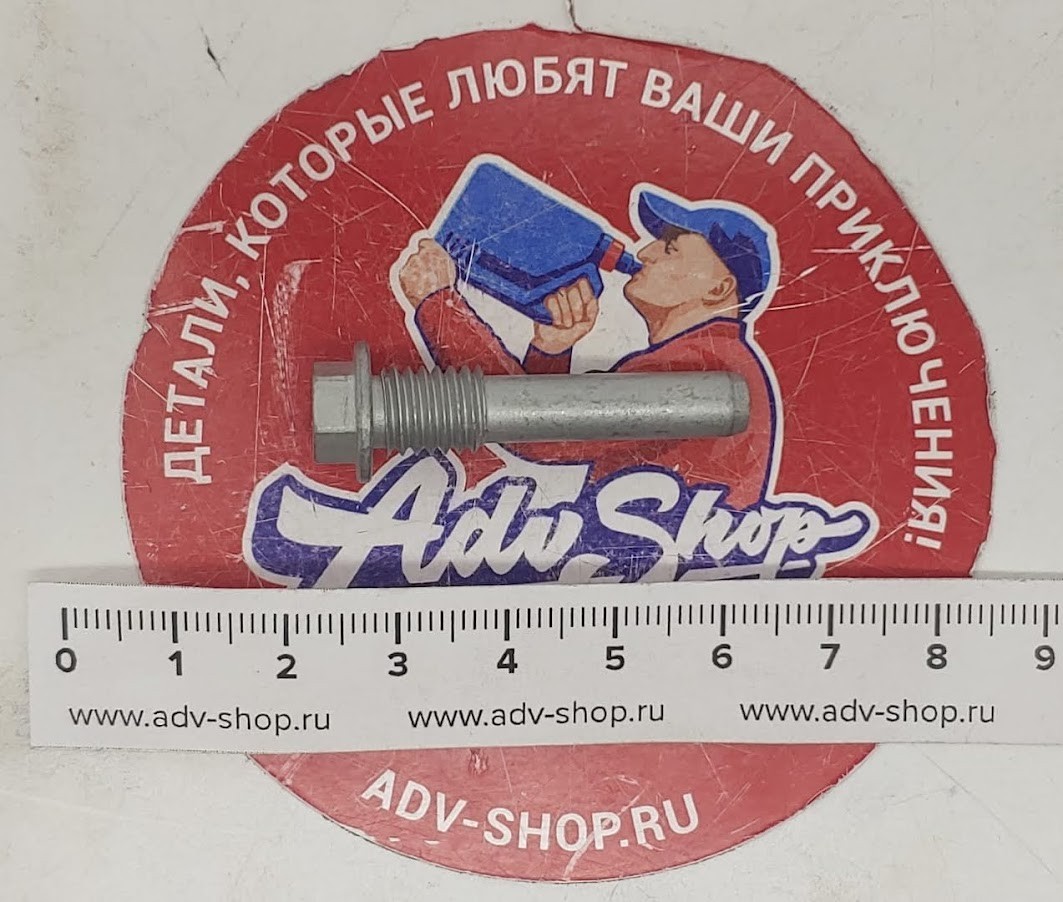 ДЕТАЛИ, КОТОРЫЕ ЛЮБЯТ ВАШИ ПРИКЛЮЧЕНИЯ!
Adv Shop
0 1 2 3 4 5 6 7 8 9
www.adv-shop.ru www.adv-shop.ru www.adv-shop.ru
ADV-SHOP.RU